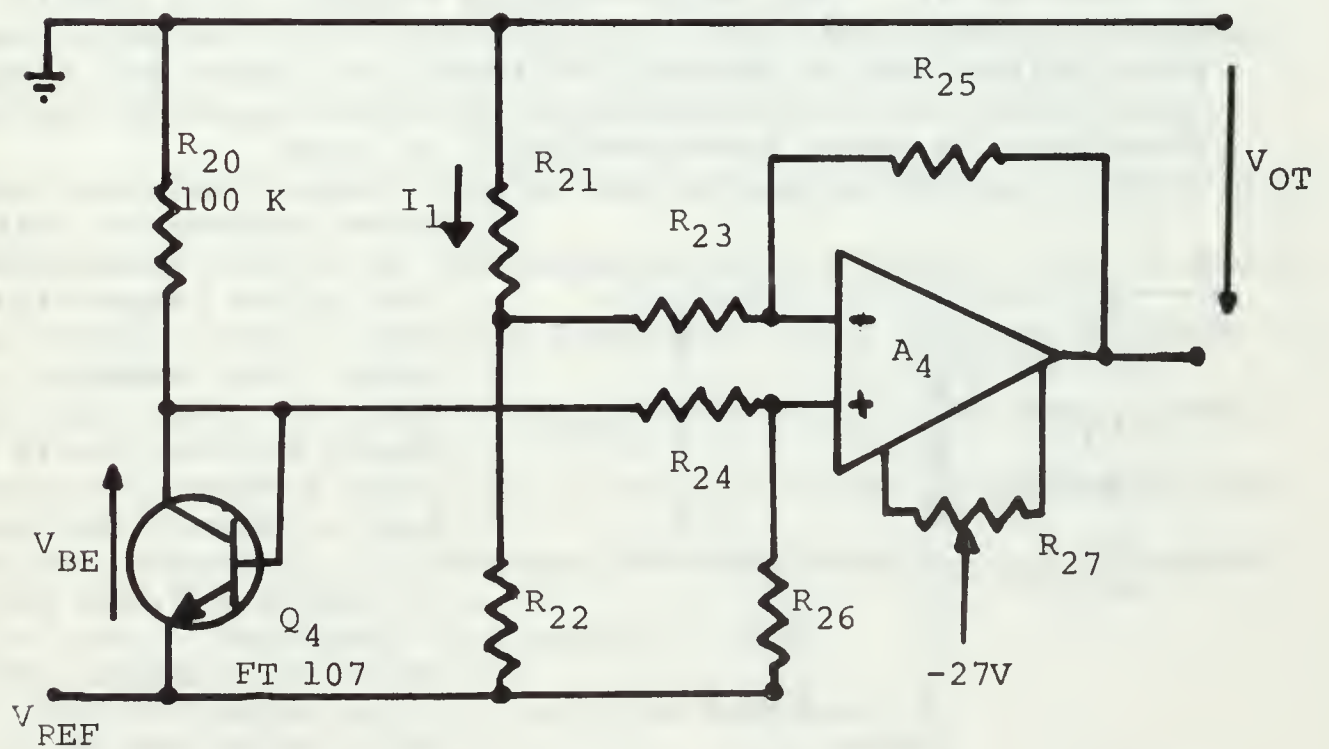 R25
R20
100 K
R21
VOT
I1
R23
-
A4
+
R24
VBE
R27
R22
R26
Q4
FT 107
-27V
VREF